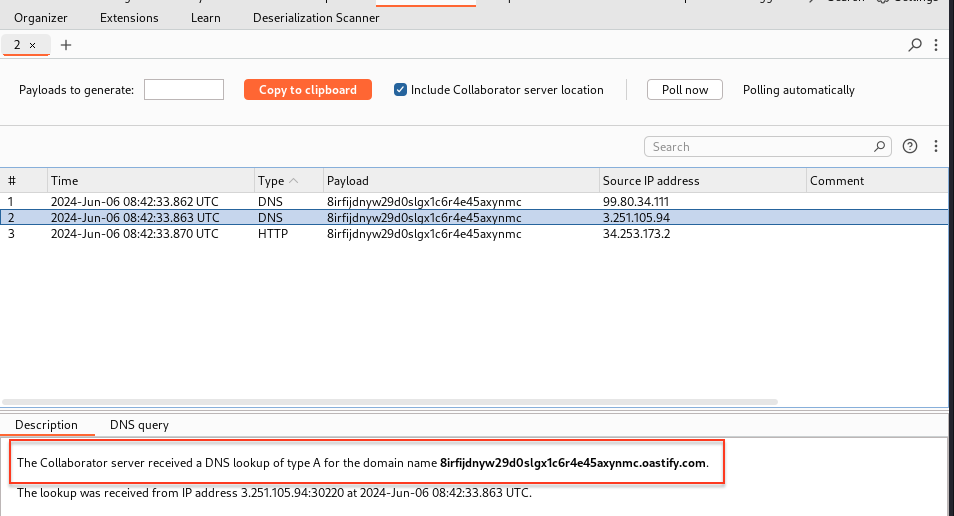 Organizer Extensions Learn Deserialization Scanner
2 × +
Payloads to generate: Copy to clipboard Include Collaborator server location Poll now Polling automatically
Search
# Time Type Payload Source IP address Comment
1 2024-Jun-06 08:42:33.862 UTC DNS 8irfijdnyw29d0slgx1c6r4e45axynmc 99.80.34.111
2 2024-Jun-06 08:42:33.863 UTC DNS 8irfijdnyw29d0slgx1c6r4e45axynmc 3.251.105.94
3 2024-Jun-06 08:42:33.870 UTC HTTP 8irfijdnyw29d0slgx1c6r4e45axynmc 34.253.173.2
Description DNS query
The Collaborator server received a DNS lookup of type A for the domain name 8irfijdnyw29d0slgx1c6r4e45axynmc.oastify.com.
The lookup was received from IP address 3.251.105.94:30220 at 2024-Jun-06 08:42:33.863 UTC.